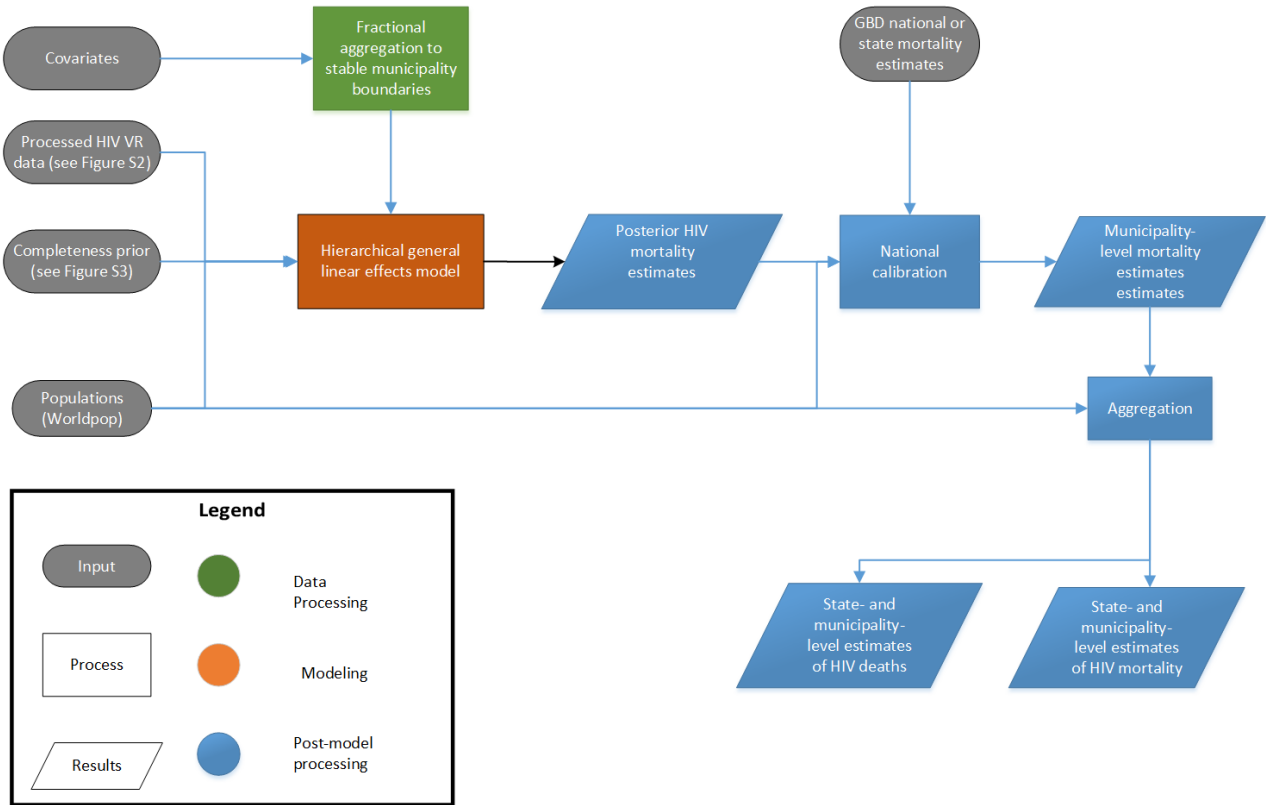 Covariates
Fractional
aggregation to
stable municipality
boundaries
GBD national or
state mortality
estimates
Processed HIV VR
data (see Figure S2)
Completeness prior
(see Figure S3)
Hierarchical general
linear effects model
Posterior HIV
mortality
estimates
National
calibration
Municipality-
level mortality
estimates
estimates
Populations
(Worldpop)
Aggregation
State- and
municipality-
level estimates
of HIV deaths
State- and
municipality-
level estimates
of HIV mortality
Legend
Input
Data
Processing
Process
Modeling
Results
Post-model
processing